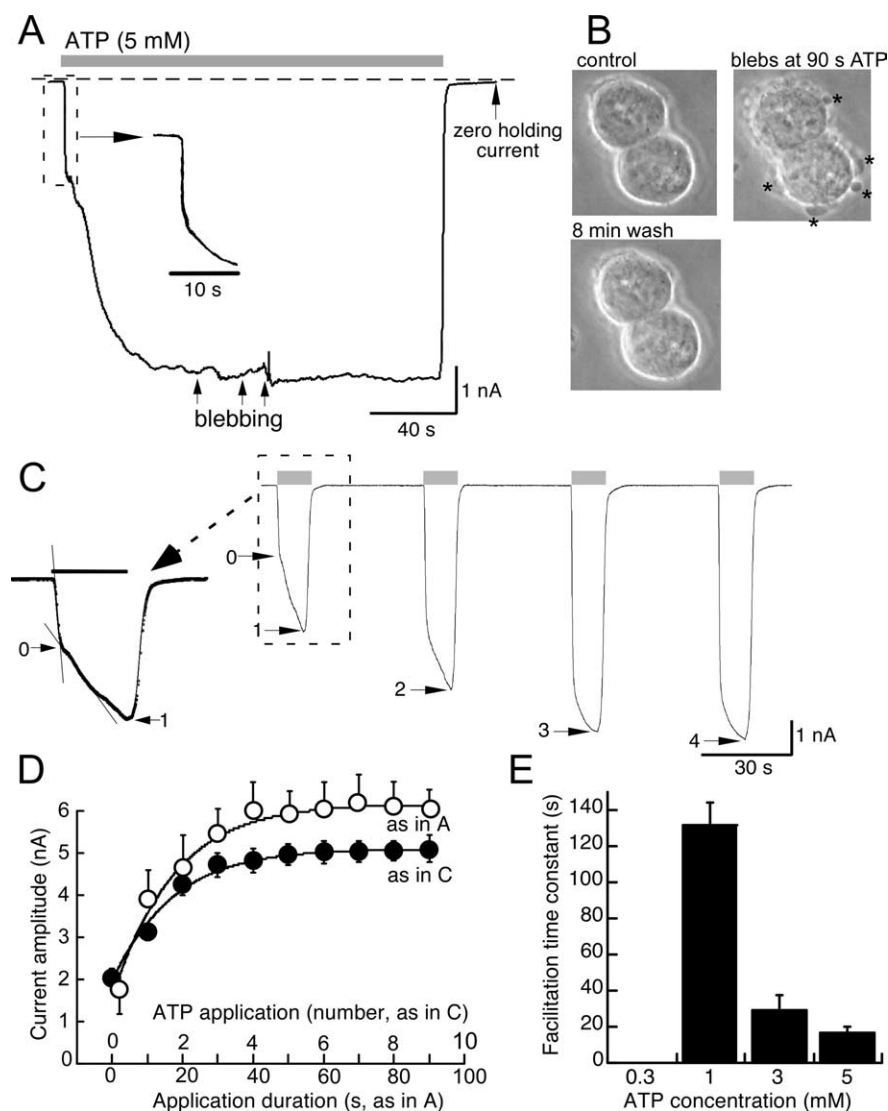 A
ATP (5 mM)
zero holding
current
10 s
blebbing
1 nA
40 s
B
control
blebs at 90 s ATP
*
*
*
*
*
8 min wash
C
0
1
0
1
2
3
4
1 nA
30 s
D
Current amplitude (nA)
6
5
4
3
2
1
0
as in A
as in C
ATP application (number, as in C)
0 2 4 6 8 10
0 20 40 60 80 100
Application duration (s, as in A)
E
Facilitation time constant (s)
140
120
100
80
60
40
20
0.3 1 3 5
ATP concentration (mM)